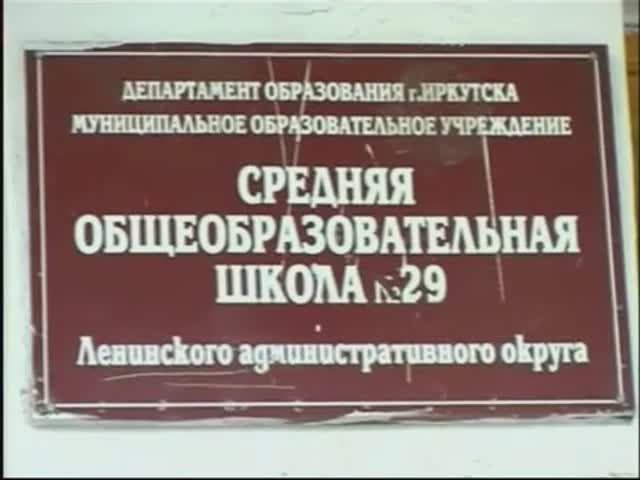 ДЕПАРТАМЕНТ ОБРАЗОВАНИЯ г.ИРКУТСКА
МУНИЦИПАЛЬНОЕ ОБРАЗОВАТЕЛЬНОЕ УЧРЕЖДЕНИЕ
СРЕДНЯЯ
ОБЩЕОБРАЗОВАТЕЛЬНАЯ
ШКОЛА №29
Ленинского административного округа